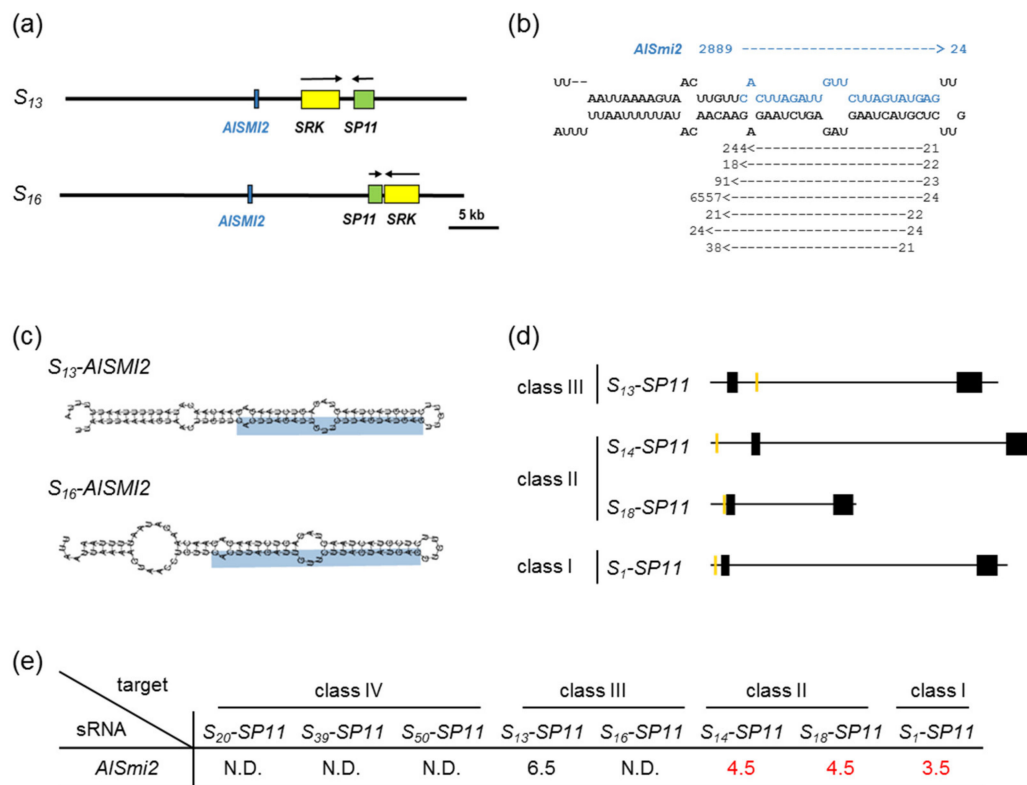 (a)
S13
AlSMI2 SRK SP11
S16
AlSMI2 SP11 SRK
5 kb
(b)
AlSmi2 2889 --------------------> 24
UU-- AC A GUU UU
AAUUAAAAGUA UUGUUC CUUAGAUU CUUAGUAUGAG
UUAAUUUUUAU AACAAG GAAUCUGA GAAUCAUGCUC G
AUUU AC A GAU UU
244<----------------21
18<-----------------22
91<-----------------23
6557<------------------24
21<----------------22
24<------------------24
38<----------------21
(c)
S13-AlSMI2
S16-AlSMI2
(d)
class III S13-SP11
class II S14-SP11
S18-SP11
class I S1-SP11
(e)
target class IV class III class II class I
sRNA S20-SP11 S39-SP11 S50-SP11 S13-SP11 S16-SP11 S14-SP11 S18-SP11 S1-SP11
AlSmi2 N.D. N.D. N.D. 6.5 N.D. 4.5 4.5 3.5